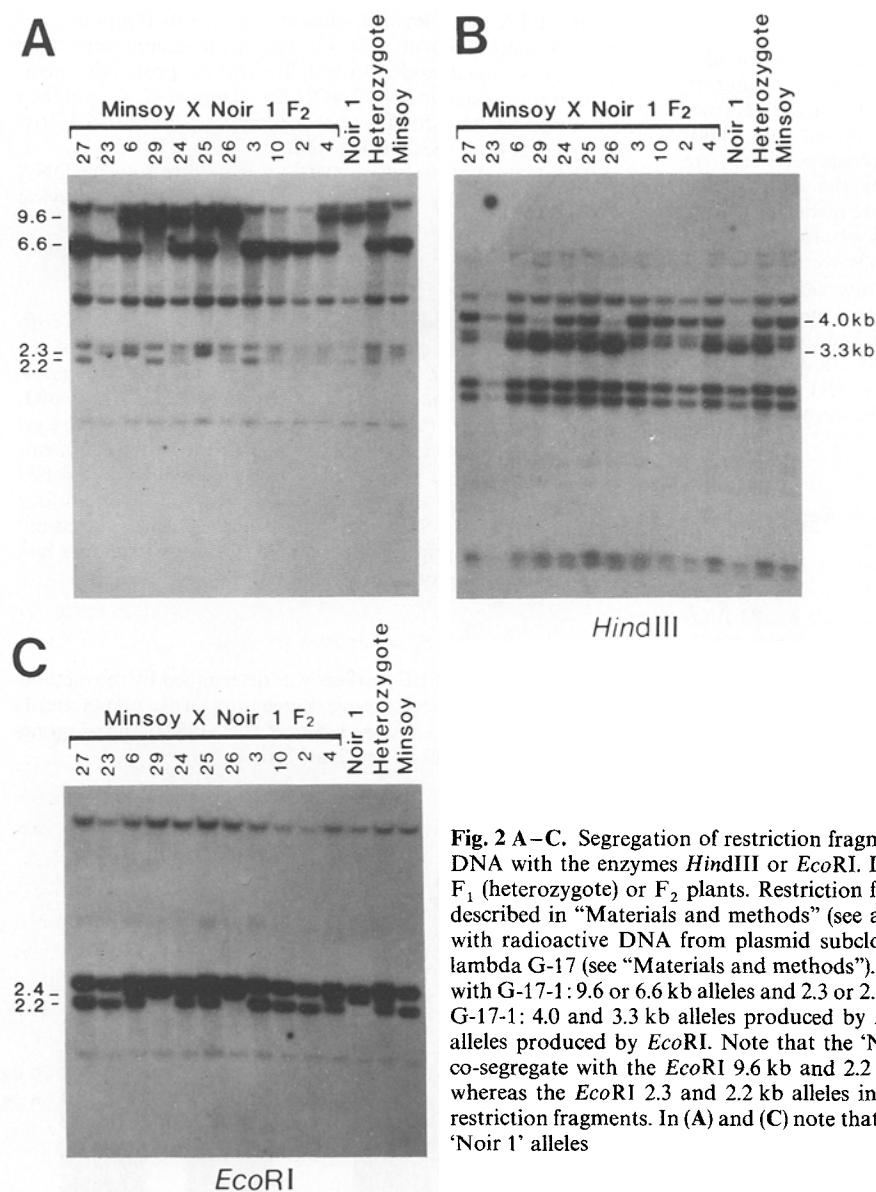 A
Minsoy X Noir 1 F2
27 23 6 29 24 25 26 3 10 2 4 Noir 1 Heterozygote Minsoy
9.6
6.6
2.3
2.2
B
Minsoy X Noir 1 F2
27 23 6 29 24 25 26 3 10 2 4 Noir 1 Heterozygote Minsoy
4.0 kb
3.3 kb
HindIII
C
Minsoy X Noir 1 F2
27 23 6 29 24 25 26 3 10 2 4 Noir 1 Heterozygote Minsoy
2.4
2.2
EcoRI
Fig. 2 A–C. Segregation of restriction fragn
DNA with the enzymes HindIII or EcoRI. I
F1 (heterozygote) or F2 plants. Restriction f
described in “Materials and methods” (see a
with radioactive DNA from plasmid subclo
lambda G-17 (see “Materials and methods”).
with G-17-1: 9.6 or 6.6 kb alleles and 2.3 or 2.
G-17-1: 4.0 and 3.3 kb alleles produced by
alleles produced by EcoRI. Note that the ‘N
co-segregate with the EcoRI 9.6 kb and 2.2
whereas the EcoRI 2.3 and 2.2 kb alleles in
restriction fragments. In (A) and (C) note that
‘Noir 1’ alleles